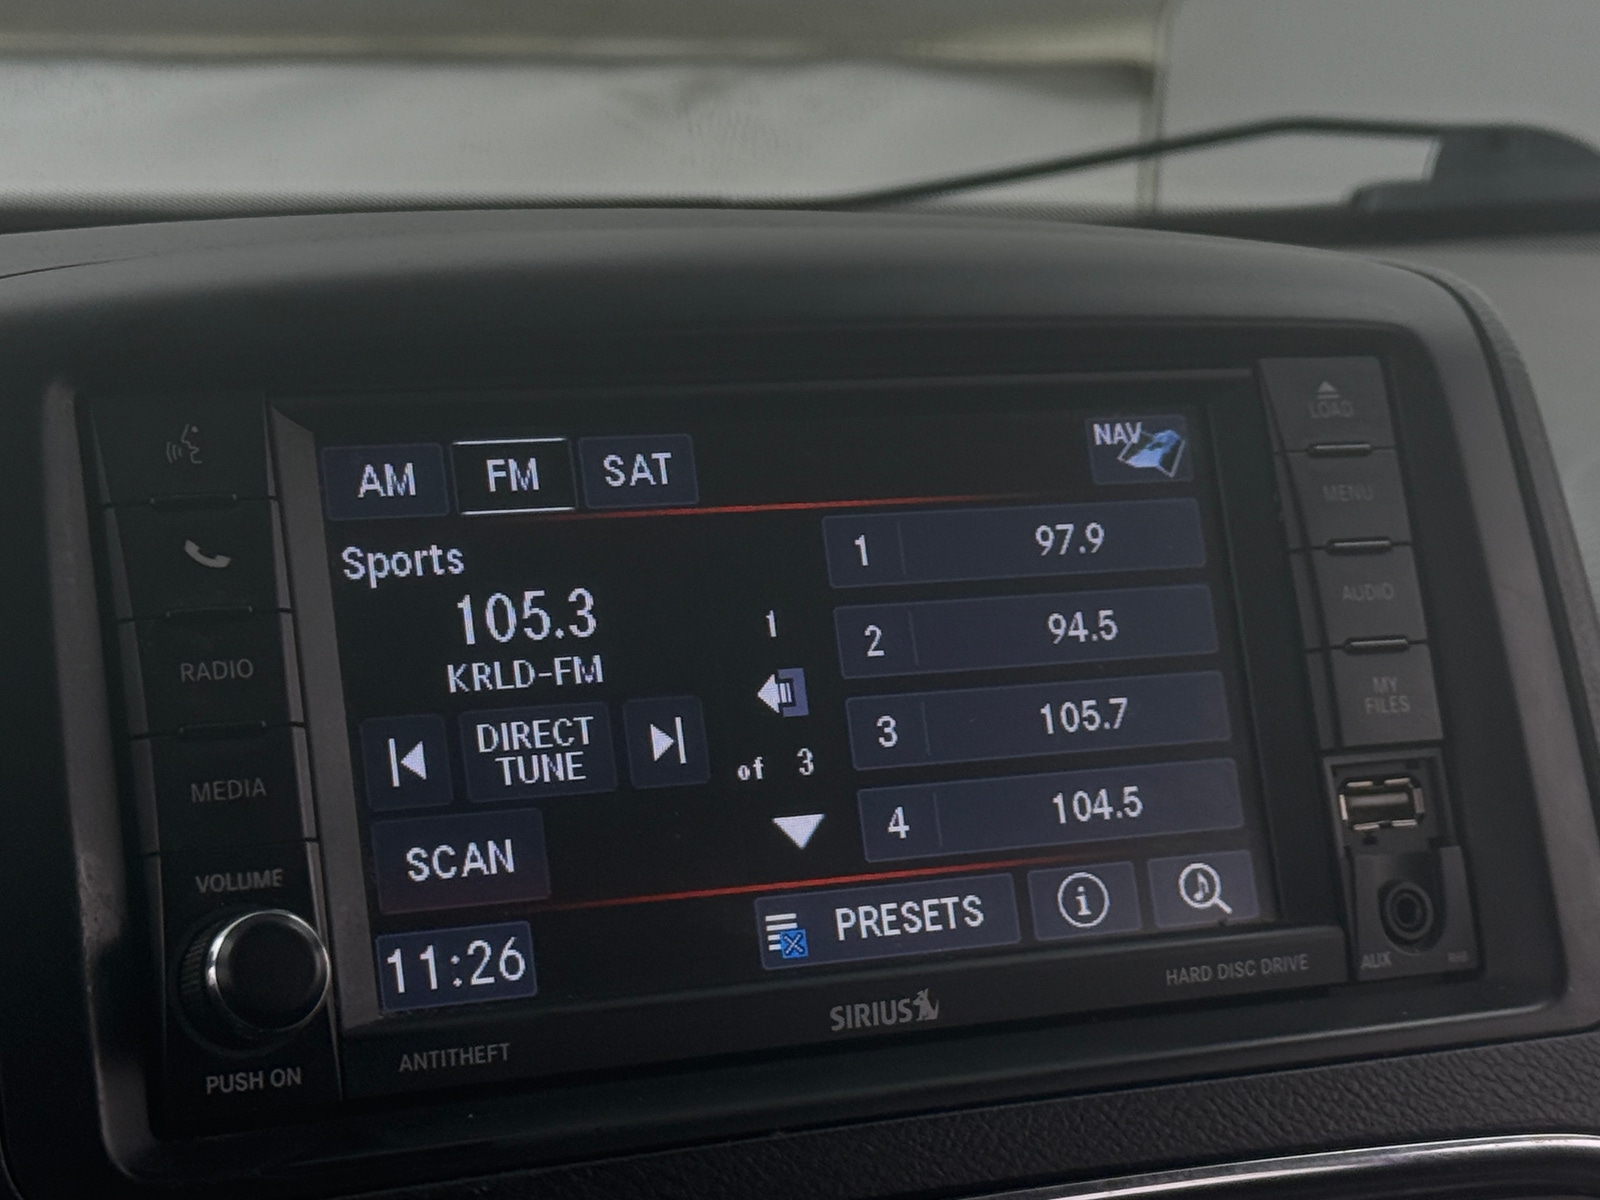 AM FM SAT NAV
Sports
105.3
KRLD-FM
DIRECT
TUNE
SCAN
11:26
1
of 3
1 97.9
2 94.5
3 105.7
4 104.5
PRESETS
i
RADIO
MEDIA
VOLUME
PUSH ON
ANTITHEFT
SIRIUS
HARD DISC DRIVE
LOAD
MENU
AUDIO
MY
FILES
AUX